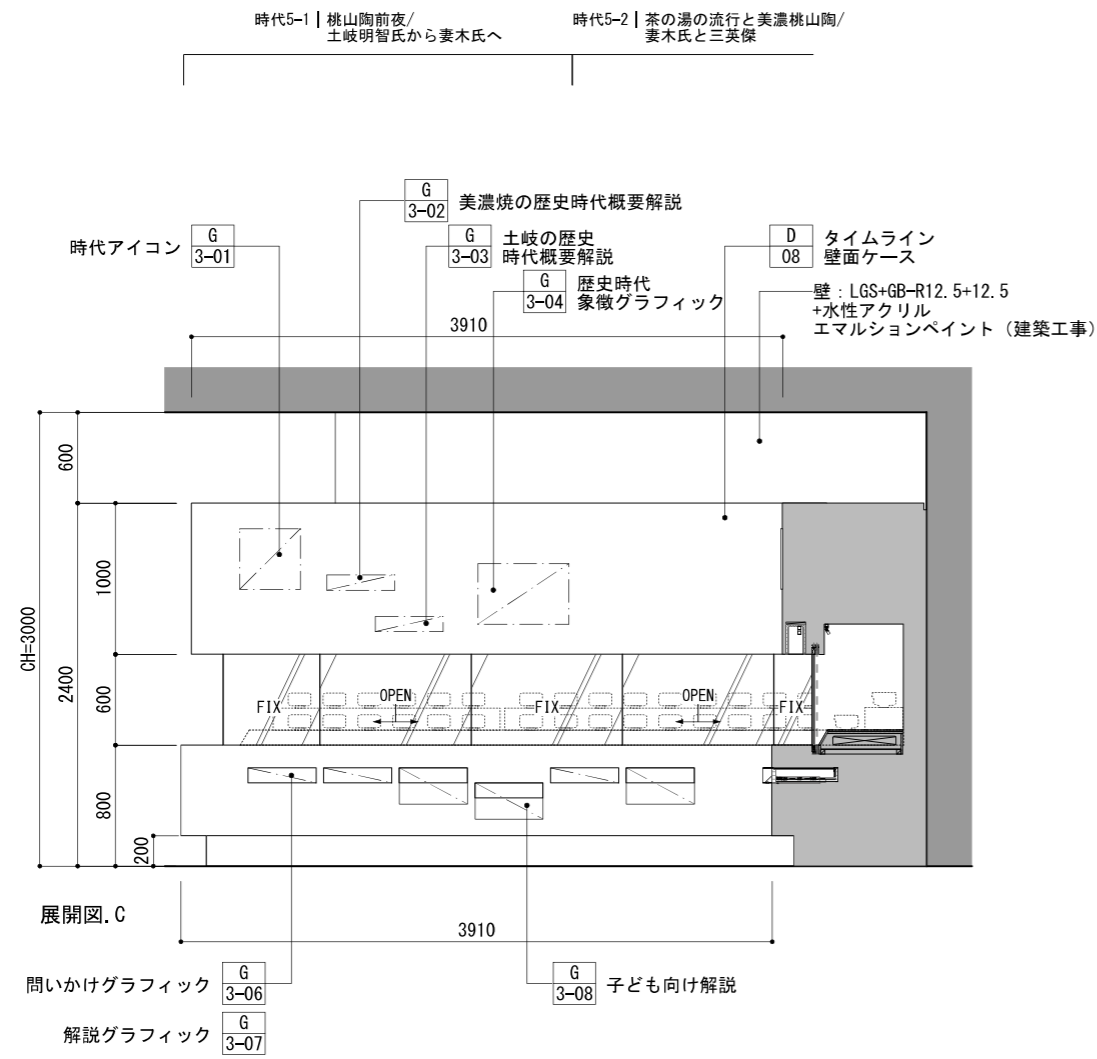 時代5-1 | 桃山陶前夜/
土岐明智氏から妻木氏へ
時代5-2 | 茶の湯の流行と美濃桃山陶/
妻木氏と三英傑
G
3-02
美濃焼の歴史時代概要解説
時代アイコン
G
3-01
G
3-03
土岐の歴史
時代概要解説
D
08
タイムライン
壁面ケース
G
3-04
歴史時代
象徴グラフィック
壁：LGS+GB-R12.5+12.5
+水性アクリル
エマルションペイント（建築工事）
3910
600
1000
CH=3000
2400
600
FIX
OPEN
FIX
OPEN
FIX
800
200
展開図.C
3910
問いかけグラフィック
G
3-06
G
3-08
子ども向け解説
解説グラフィック
G
3-07